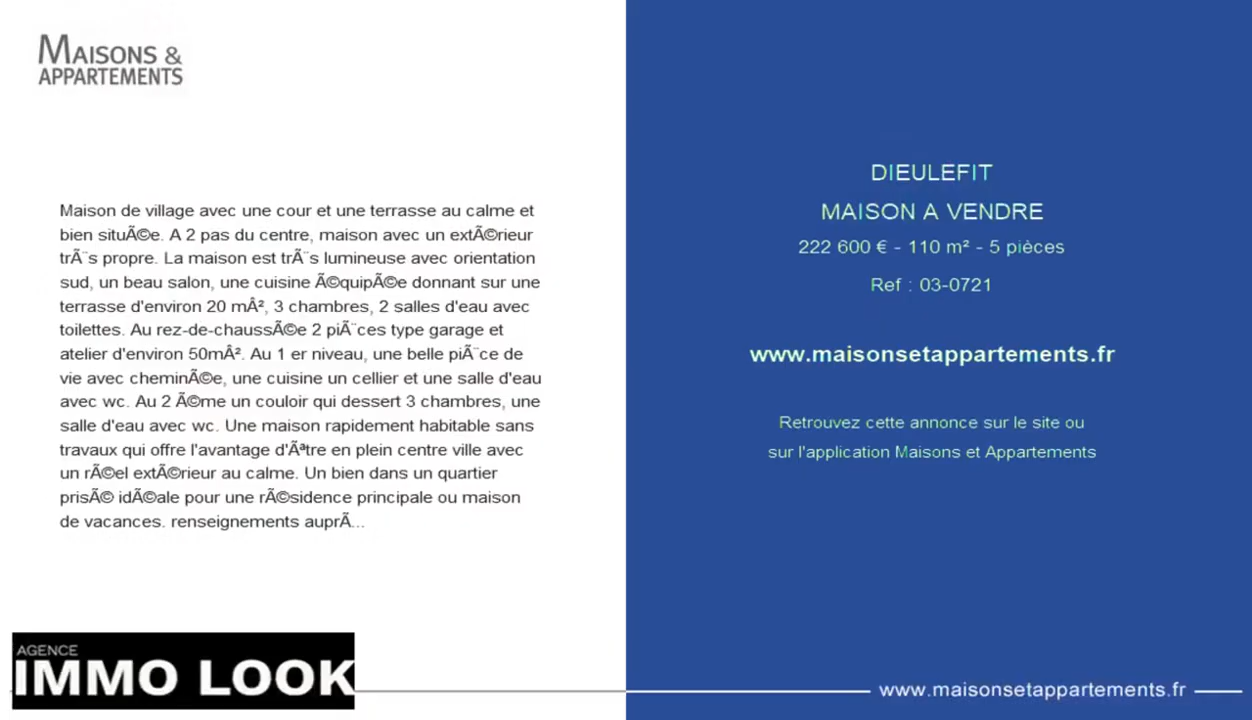 MAISONS &
APPARTEMENTS
Maison de village avec une cour et une terrasse au calme et
bien situÃ©e. A 2 pas du centre, maison avec un extÃ©rieur
trÃ¨s propre. La maison est trÃ¨s lumineuse avec orientation
sud, un beau salon, une cuisine Ã©quipÃ©e donnant sur une
terrasse d'environ 20 mÂ², 3 chambres, 2 salles d'eau avec
toilettes. Au rez-de-chaussÃ©e 2 piÃ¨ces type garage et
atelier d'environ 50mÂ². Au 1 er niveau, une belle piÃ¨ce de
vie avec cheminÃ©e, une cuisine un cellier et une salle d'eau
avec wc. Au 2 Ã©me un couloir qui dessert 3 chambres, une
salle d'eau avec wc. Une maison rapidement habitable sans
travaux qui offre l'avantage d'Ãªtre en plein centre ville avec
un rÃ©el extÃ©rieur au calme. Un bien dans un quartier
prisÃ© idÃ©ale pour une rÃ©sidence principale ou maison
de vacances. renseignements auprÃ...
AGENCE
IMMO LOOK
DIEULEFIT
MAISON A VENDRE
222 600 € - 110 m² - 5 pièces
Ref : 03-0721
www.maisonsetappartements.fr
Retrouvez cette annonce sur le site ou
sur l'application Maisons et Appartements
www.maisonsetappartements.fr